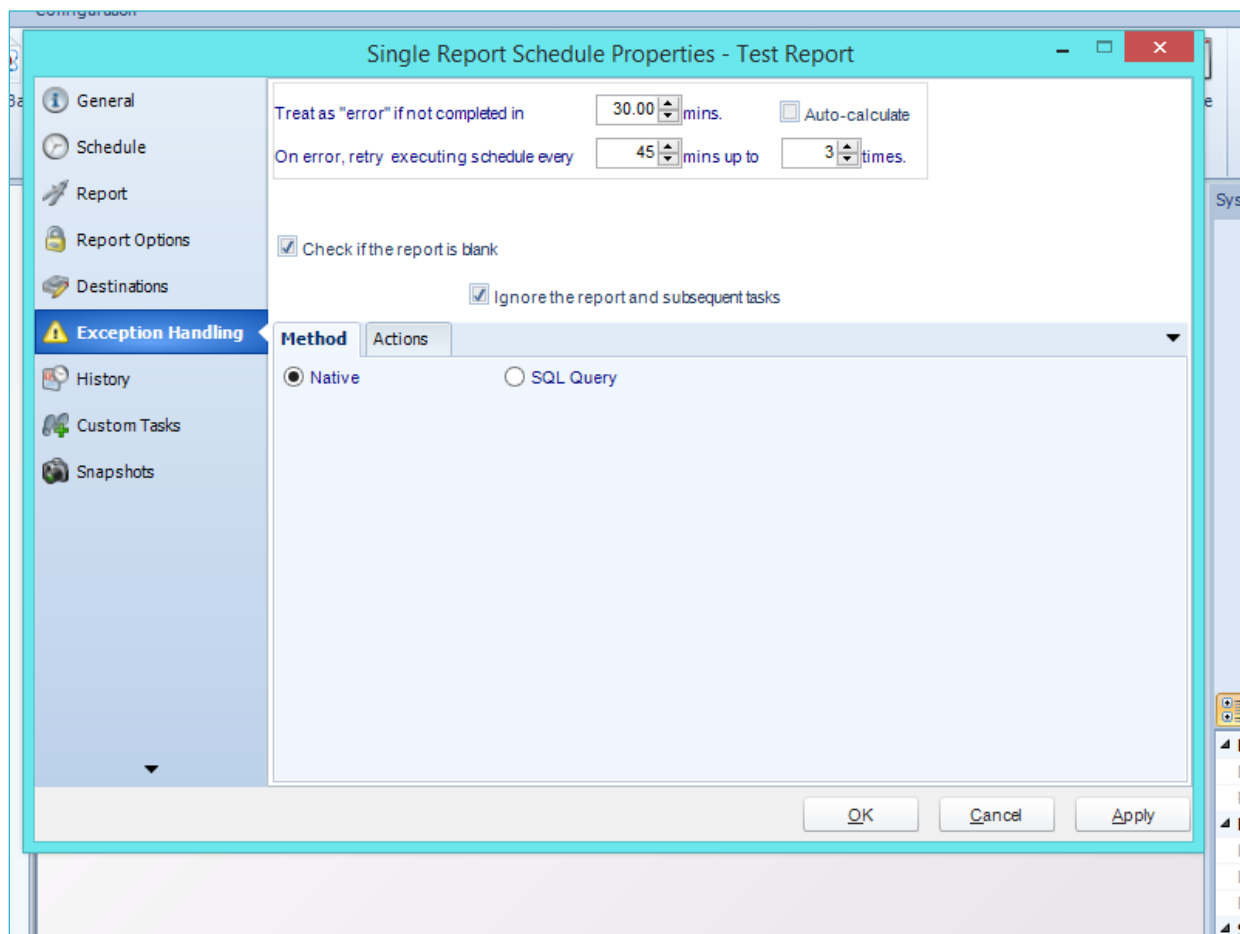 Configuration
Single Report Schedule Properties - Test Report
General
Schedule
Report
Report Options
Destinations
Exception Handling
History
Custom Tasks
Snapshots
Treat as "error" if not completed in 30.00 mins. Auto-calculate
On error, retry executing schedule every 45 mins up to 3 times.
Check if the report is blank
Ignore the report and subsequent tasks
Method Actions
Native SQL Query
OK Cancel Apply
Sys